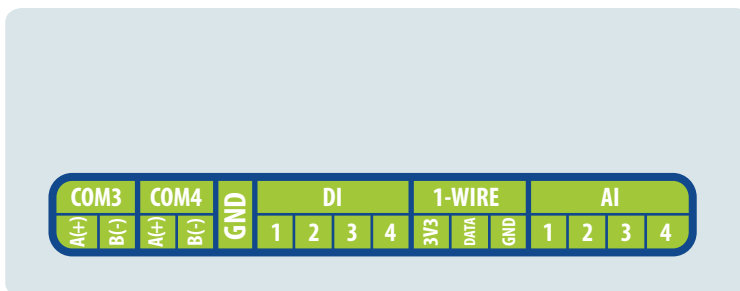 COM3 COM4 GND DI 1-WIRE AI
A(+) B(-) A(+) B(-) 1 2 3 4 3V3 DATA GND 1 2 3 4